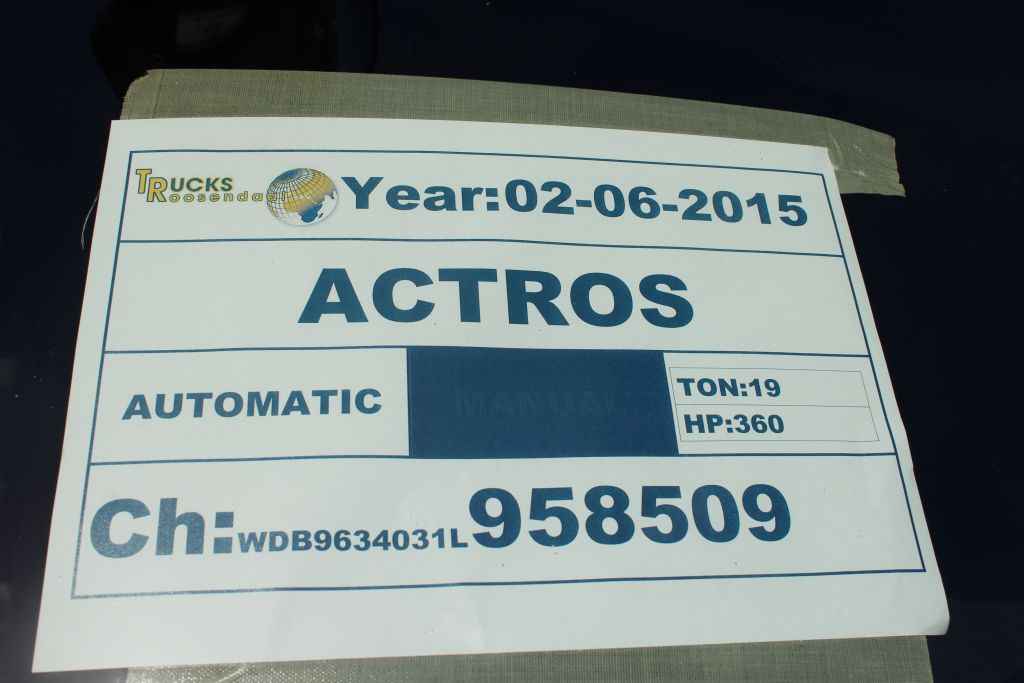 TRUCKS
Roosendaal
Year:02-06-2015
ACTROS
AUTOMATIC
MANUAL
TON:19
HP:360
Ch:WDB9634031L958509